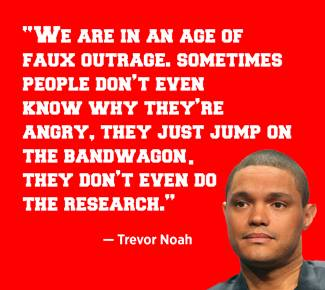 "We are in an age of
faux outrage. Sometimes
people don't even
know why they're
angry, they just jump on
the bandwagon,
they don't even do
the research."
— Trevor Noah